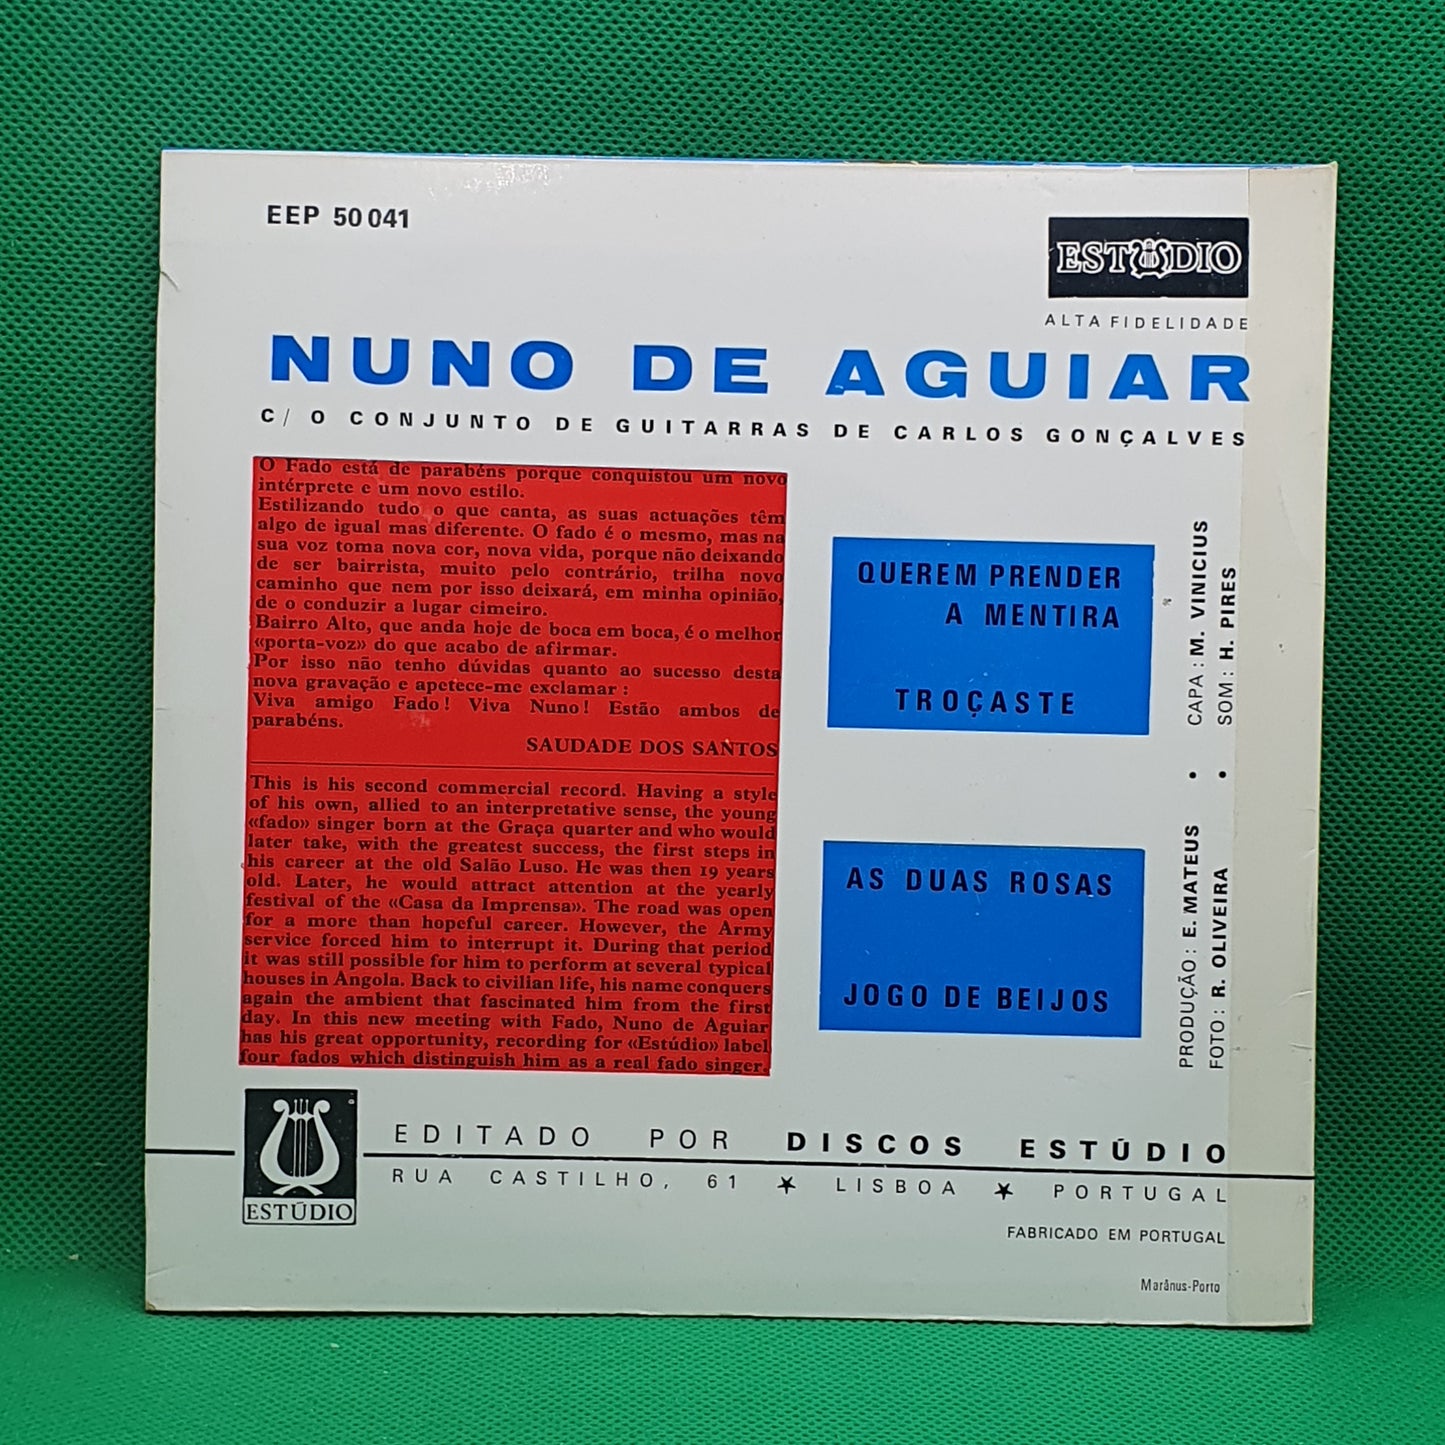 EEP 50 041
ESTÚDIO
ALTA FIDELIDADE
NUNO DE AGUIAR
C/ O CONJUNTO DE GUITARRAS DE CARLOS GONÇALVES
O Fado está de parabéns porque conquistou um novo
intérprete e um novo estilo.
Estilizando tudo o que canta, as suas actuações têm
algo de igual mas diferente. O fado é o mesmo, mas na
sua voz toma nova cor, nova vida, porque não deixando
de ser bairrista, muito pelo contrário, trilha novo
caminho que nem por isso deixará, em minha opinião,
de o conduzir a lugar cimeiro.
Bairro Alto, que anda hoje de boca em boca, é o melhor
«porta-voz» do que acabo de afirmar.
Por isso não tenho dúvidas quanto ao sucesso desta
nova gravação e apetece-me exclamar :
Viva amigo Fado ! Viva Nuno ! Estão ambos de
parabéns.
SAUDADE DOS SANTOS
This is his second commercial record. Having a style
of his own, allied to an interpretative sense, the young
«fado» singer born at the Graça quarter and who would
later take, with the greatest success, the first steps in
his career at the old Salão Luso. He was then 19 years
old. Later, he would attract attention at the yearly
festival of the «Casa da Imprensa». The road was open
for a more than hopeful career. However, the Army
service forced him to interrupt it. During that period
it was still possible for him to perform at several typical
houses in Angola. Back to civilian life, his name conquers
again the ambient that fascinated him from the first
day. In this new meeting with Fado, Nuno de Aguiar
has his great opportunity, recording for «Estúdio» label
four fados which distinguish him as a real fado singer.
QUEREM PRENDER
A MENTIRA
TROÇASTE
AS DUAS ROSAS
JOGO DE BEIJOS
PRODUÇÃO : E. MATEUS • CAPA : M. VINICIUS
FOTO : R. OLIVEIRA • SOM : H. PIRES
ESTÚDIO
EDITADO POR DISCOS ESTÚDIO
RUA CASTILHO, 61 ★ LISBOA ★ PORTUGAL
FABRICADO EM PORTUGAL
Marânus-Porto